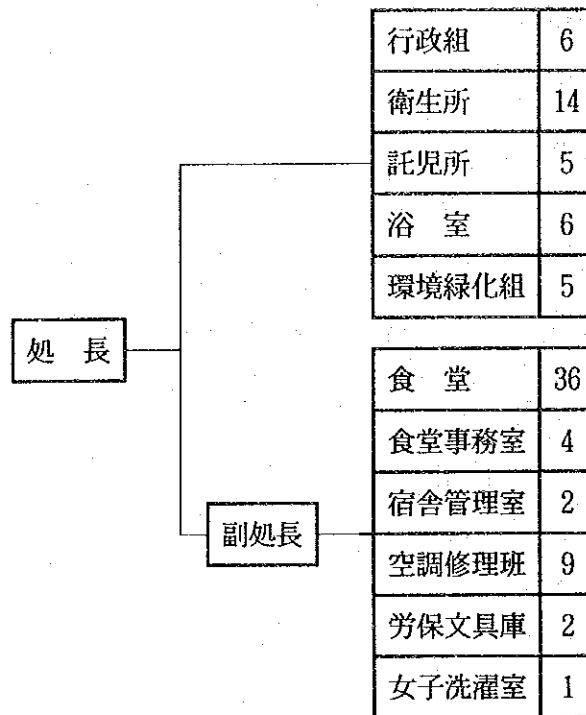 行政組 6
衛生所 14
託児所 5
浴 室 6
環境緑化組 5
処 長
食 堂 36
食堂事務室 4
宿舎管理室 2
副処長
空調修理班 9
労保文具庫 2
女子洗濯室 1